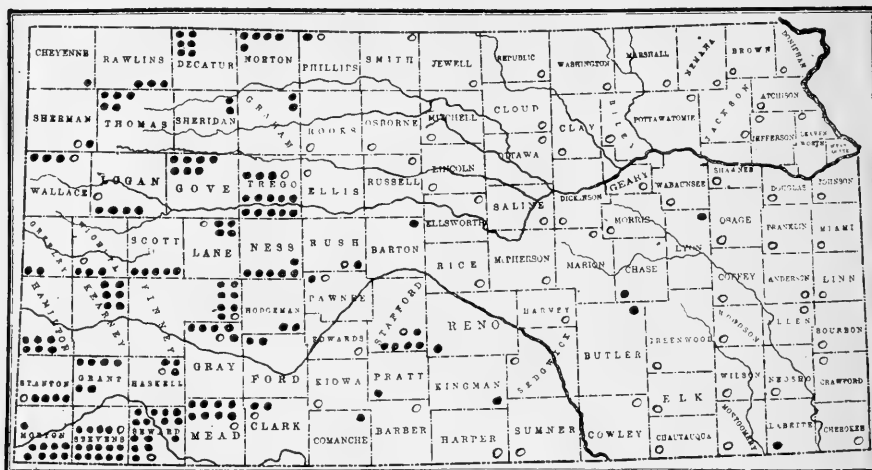 CHEYENNE RAWLINS DECATUR NORTON PHILLIPS SMITH JEWELL REPUBLIC WASHINGTON MARSHALL NEMAHA BROWN DONIPHAN
SHERMAN THOMAS SHERIDAN GRAHAM ROOKS OSBORNE MITCHELL CLOUD CLAY RILEY POTTAWATOMIE JACKSON ATCHISON
JEFFERSON LEAVEN WORTH
OTTAWA
WALLACE LOGAN GOVE TREGO ELLIS RUSSELL LINCOLN SALINE DICKINSON GEARY WABAUNSEE SHAWNEE DOUGLAS JOHNSON
GREELEY WICHITA SCOTT LANE NESS RUSH BARTON ELLSWORTH MCPHERSON MARION MORRIS CHASE LYON OSAGE FRANKLIN MIAMI
RICE
HAMILTON KEARNEY FINNEY HODGEMAN PAWNEE STAFFORD RENO HARVEY COFFEY ANDERSON LINN
STANTON GRANT HASKELL GRAY FORD EDWARDS KIOWA PRATT KINGMAN SEDGWICK BUTLER GREENWOOD WOODSON ALLEN BOURBON
ELK WILSON NEOSHO CRAWFORD
MORTON STEVENS SEWARD MEAD CLARK COMANCHE BARBER HARPER SUMNER COWLEY CHAUTAUQUA MONTGOMERY LABETTE CHEROKEE